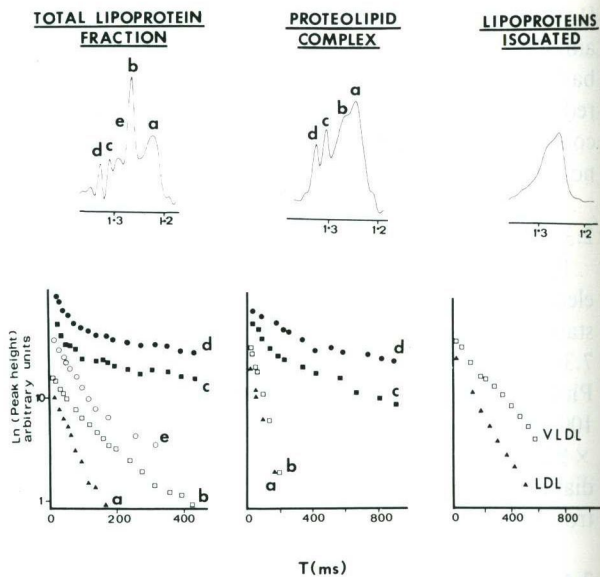 TOTAL LIPOPROTEIN
FRACTION
PROTEOLIPID
COMPLEX
LIPOPROTEINS
ISOLATED
b
e
a
d
c
1·3
1·2
a
b
c
d
1·3
1·2
1·3
1·2
Ln (Peak height)
arbitrary units
10
1
d
c
e
b
a
0
200
400
d
c
b
a
0
400
800
VLDL
LDL
0
400
800
T(ms)